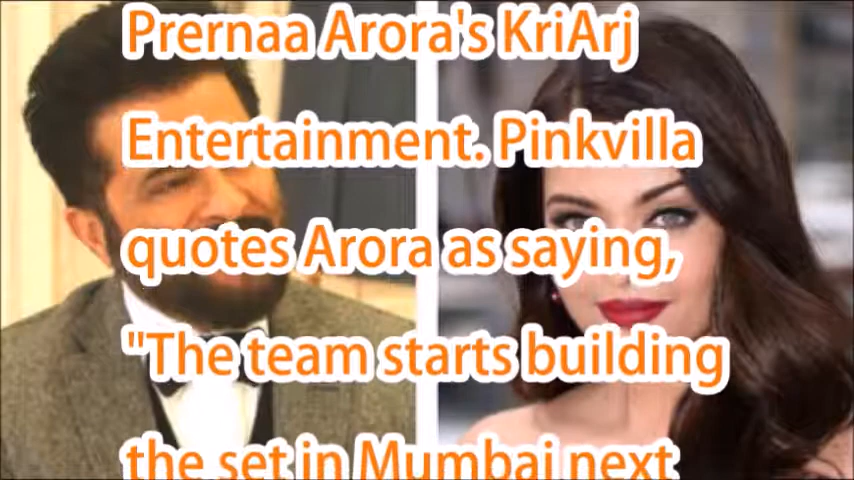 Prernaa Arora's KriArj
Entertainment. Pinkvilla
quotes Arora as saying,
"The team starts building
the set in Mumbai next